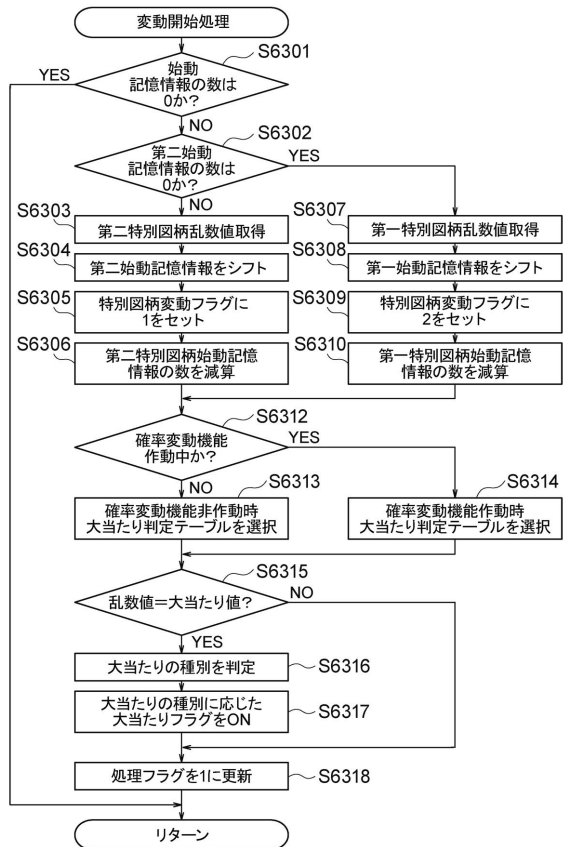 変動開始処理
S6301
始動
記憶情報の数は
0か?
YES
NO
S6302
第二始動
記憶情報の数は
0か?
YES
NO
S6303
第二特別図柄乱数値取得
S6304
第二始動記憶情報をシフト
S6305
特別図柄変動フラグに
1をセット
S6306
第二特別図柄始動記憶
情報の数を減算
S6307
第一特別図柄乱数値取得
S6308
第一始動記憶情報をシフト
S6309
特別図柄変動フラグに
2をセット
S6310
第一特別図柄始動記憶
情報の数を減算
S6312
確率変動機能
作動中か?
YES
NO
S6313
確率変動機能非作動時
大当たり判定テーブルを選択
S6314
確率変動機能作動時
大当たり判定テーブルを選択
S6315
乱数値=大当たり値?
NO
YES
大当たりの種別を判定
S6316
大当たりの種別に応じた
大当たりフラグをON
S6317
処理フラグを1に更新
S6318
リターン